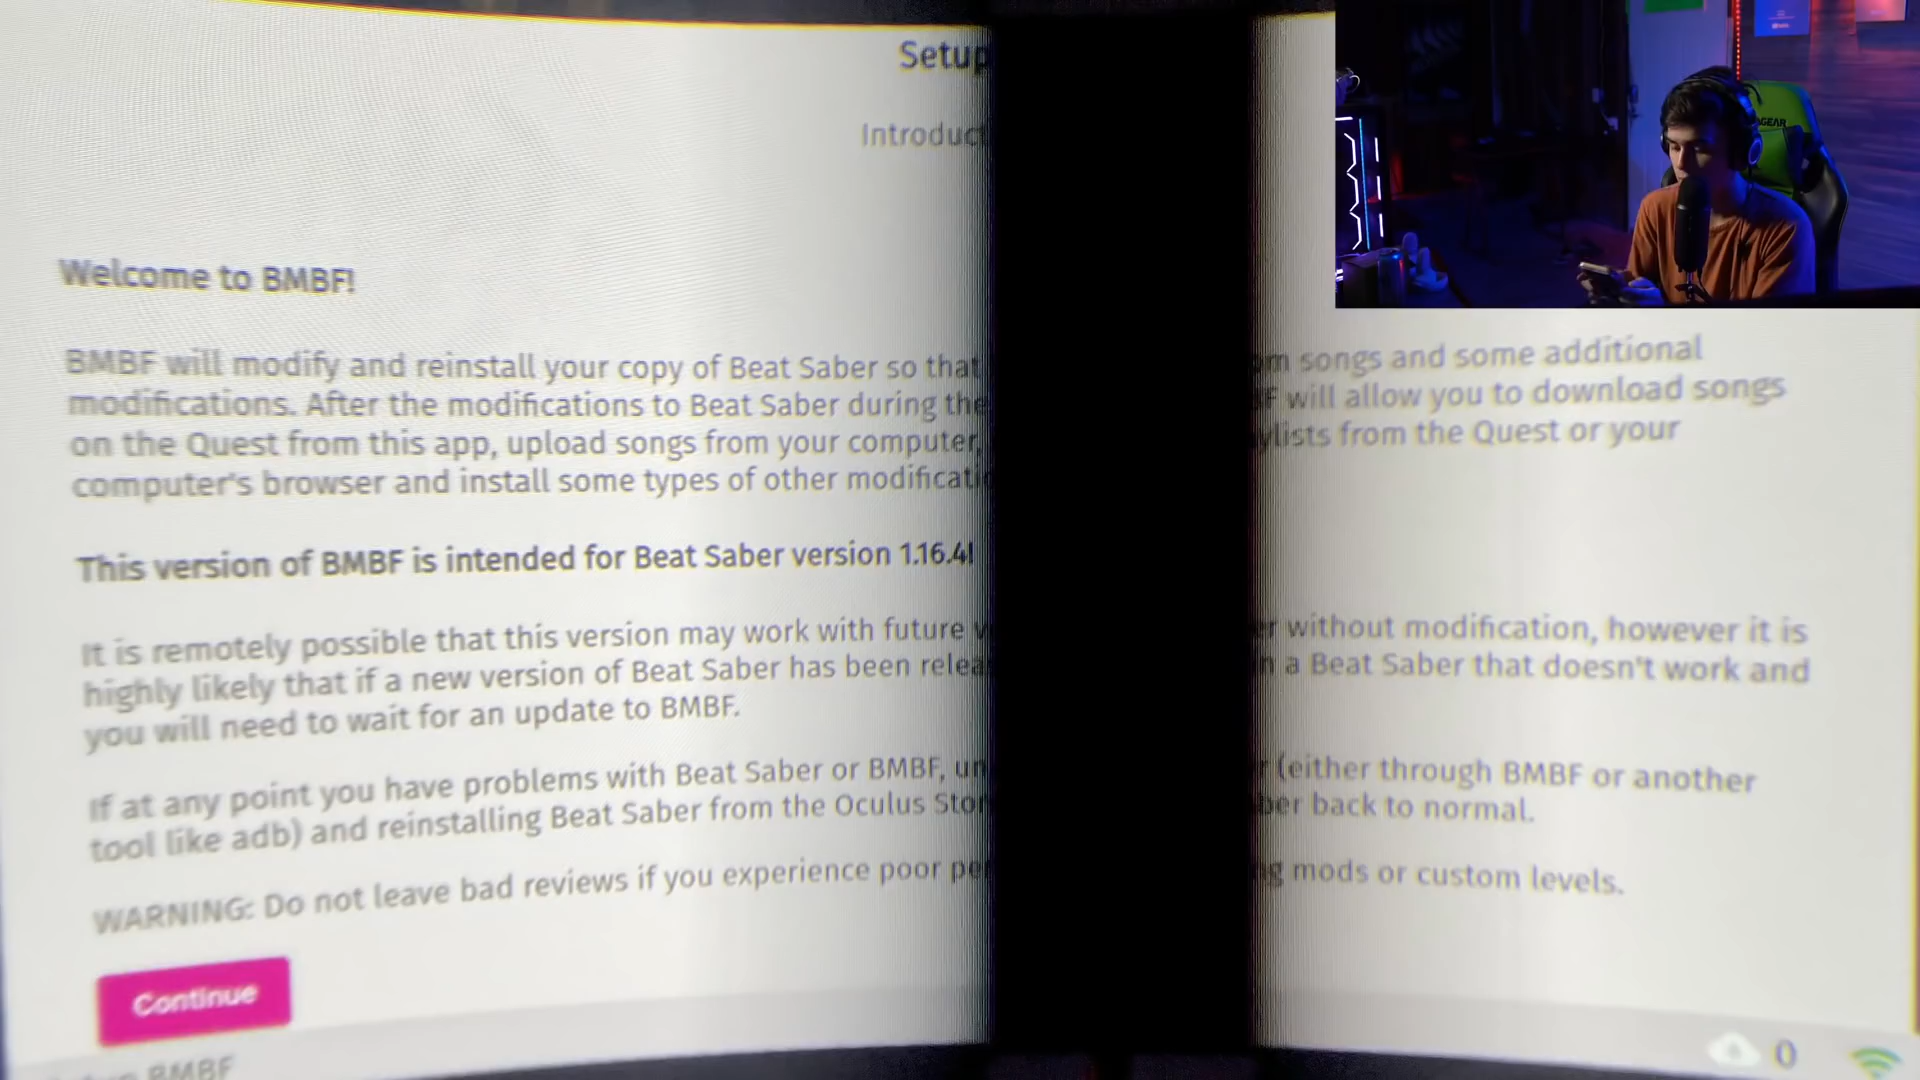 Setup
Introduct
Welcome to BMBF!
BMBF will modify and reinstall your copy of Beat Saber so that om songs and some additional
modifications. After the modifications to Beat Saber during the F will allow you to download songs
on the Quest from this app, upload songs from your computer, ylists from the Quest or your
computer's browser and install some types of other modificati
This version of BMBF is intended for Beat Saber version 1.16.4!
It is remotely possible that this version may work with future v er without modification, however it is
highly likely that if a new version of Beat Saber has been relea n a Beat Saber that doesn't work and
you will need to wait for an update to BMBF.
If at any point you have problems with Beat Saber or BMBF, un r (either through BMBF or another
tool like adb) and reinstalling Beat Saber from the Oculus Stor ber back to normal.
WARNING: Do not leave bad reviews if you experience poor per ng mods or custom levels.
Continue
BMBF
0
GEAR